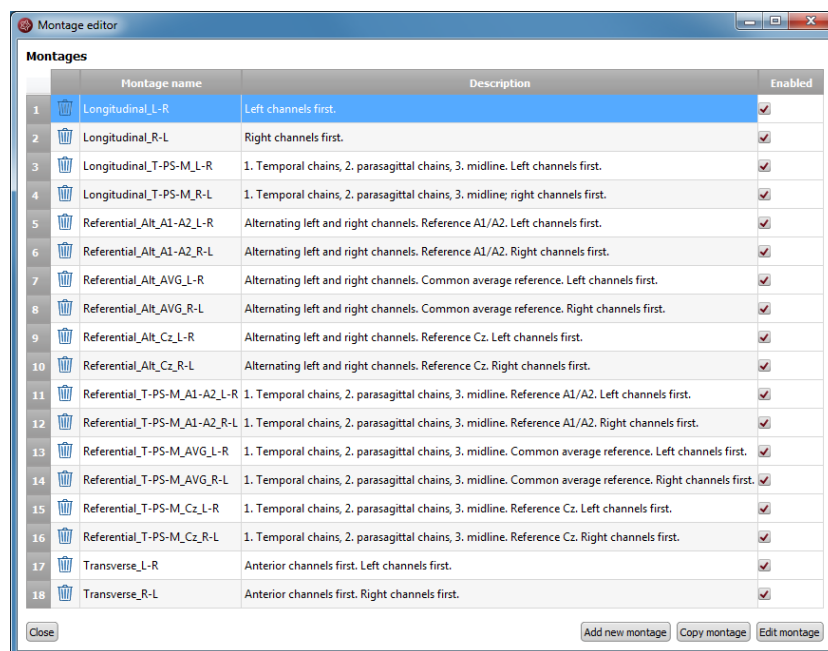 Montage editor
Montages
Montage name Description Enabled
1 Longitudinal_L-R Left channels first.
2 Longitudinal_R-L Right channels first.
3 Longitudinal_T-PS-M_L-R 1. Temporal chains, 2. parasagittal chains, 3. midline. Left channels first.
4 Longitudinal_T-PS-M_R-L 1. Temporal chains, 2. parasagittal chains, 3. midline; right channels first.
5 Referential_Alt_A1-A2_L-R Alternating left and right channels. Reference A1/A2. Left channels first.
6 Referential_Alt_A1-A2_R-L Alternating left and right channels. Reference A1/A2. Right channels first.
7 Referential_Alt_AVG_L-R Alternating left and right channels. Common average reference. Left channels first.
8 Referential_Alt_AVG_R-L Alternating left and right channels. Common average reference. Right channels first.
9 Referential_Alt_Cz_L-R Alternating left and right channels. Reference Cz. Left channels first.
10 Referential_Alt_Cz_R-L Alternating left and right channels. Reference Cz. Right channels first.
11 Referential_T-PS-M_A1-A2_L-R 1. Temporal chains, 2. parasagittal chains, 3. midline. Reference A1/A2. Left channels first.
12 Referential_T-PS-M_A1-A2_R-L 1. Temporal chains, 2. parasagittal chains, 3. midline. Reference A1/A2. Right channels first.
13 Referential_T-PS-M_AVG_L-R 1. Temporal chains, 2. parasagittal chains, 3. midline. Common average reference. Left channels first.
14 Referential_T-PS-M_AVG_R-L 1. Temporal chains, 2. parasagittal chains, 3. midline. Common average reference. Right channels first.
15 Referential_T-PS-M_Cz_L-R 1. Temporal chains, 2. parasagittal chains, 3. midline. Reference Cz. Left channels first.
16 Referential_T-PS-M_Cz_R-L 1. Temporal chains, 2. parasagittal chains, 3. midline. Reference Cz. Right channels first.
17 Transverse_L-R Anterior channels first. Left channels first.
18 Transverse_R-L Anterior channels first. Right channels first.
Close Add new montage Copy montage Edit montage